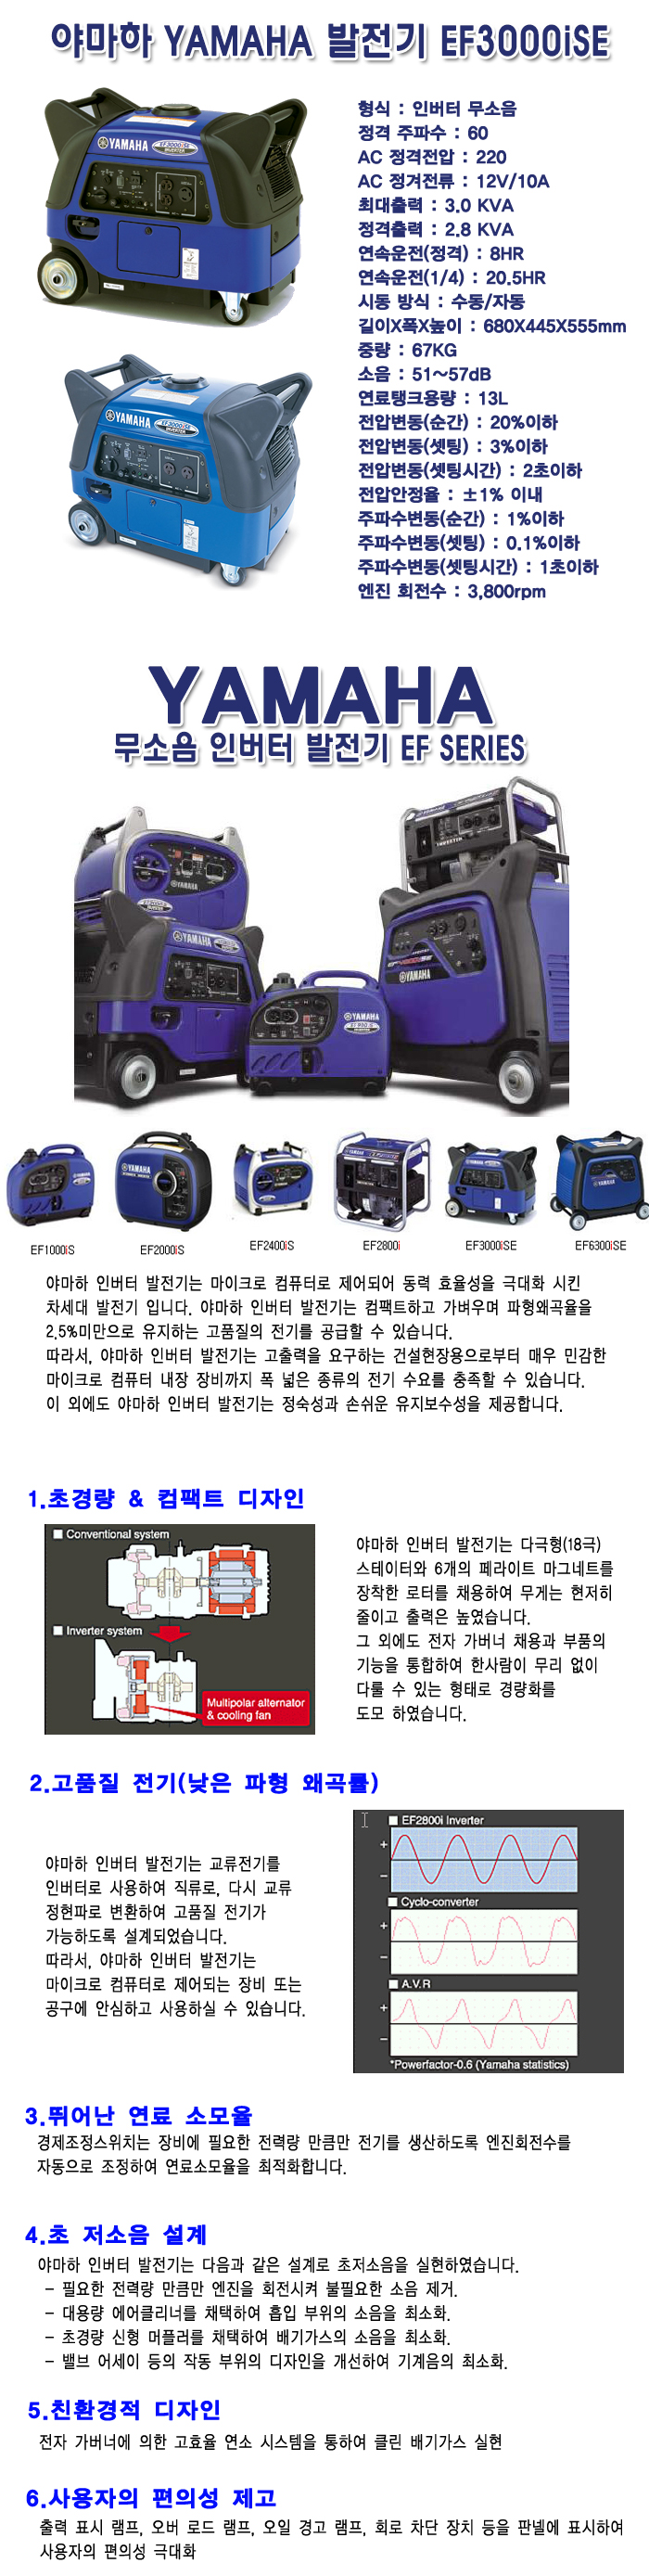 야마하 YAMAHA 발전기 EF3000iSE
형식 : 인버터 무소음
정격 주파수 : 60
AC 정격전압 : 220
AC 정겨전류 : 12V/10A
최대출력 : 3.0 KVA
정격출력 : 2.8 KVA
연속운전(정격) : 8HR
연속운전(1/4) : 20.5HR
시동 방식 : 수동/자동
길이X폭X높이 : 680X445X555mm
중량 : 67KG
소음 : 51~57dB
연료탱크용량 : 13L
전압변동(순간) : 20%이하
전압변동(셋팅) : 3%이하
전압변동(셋팅시간) : 2초이하
전압안정율 : ±1% 이내
주파수변동(순간) : 1%이하
주파수변동(셋팅) : 0.1%이하
주파수변동(셋팅시간) : 1초이하
엔진 회전수 : 3,800rpm
YAMAHA
EF3000iSE
INVERTER
YAMAHA
EF3000iSE
INVERTER
YAMAHA
무소음 인버터 발전기 EF SERIES
INVERTER
YAMAHA
YAMAHA
YAMAHA
YAMAHA
INVERTER
YAMAHA
YAMAHA
YAMAHA
EF1000iS
EF2000iS
EF2400iS
EF2800i
EF3000iSE
EF6300iSE
야마하 인버터 발전기는 마이크로 컴퓨터로 제어되어 동력 효율성을 극대화 시킨
차세대 발전기 입니다. 야마하 인버터 발전기는 컴팩트하고 가벼우며 파형왜곡율을
2.5%미만으로 유지하는 고품질의 전기를 공급할 수 있습니다.
따라서, 야마하 인버터 발전기는 고출력을 요구하는 건설현장용으로부터 매우 민감한
마이크로 컴퓨터 내장 장비까지 폭 넓은 종류의 전기 수요를 충족할 수 있습니다.
이 외에도 야마하 인버터 발전기는 정숙성과 손쉬운 유지보수성을 제공합니다.
1.초경량 & 컴팩트 디자인
Conventional system
Inverter system
Multipolar alternator
& cooling fan
야마하 인버터 발전기는 다극형(18극)
스테이터와 6개의 페라이트 마그네트를
장착한 로터를 채용하여 무게는 현저히
줄이고 출력은 높였습니다.
그 외에도 전자 가버너 채용과 부품의
기능을 통합하여 한사람이 무리 없이
다룰 수 있는 형태로 경량화를
도모 하였습니다.
2.고품질 전기(낮은 파형 왜곡률)
야마하 인버터 발전기는 교류전기를
인버터로 사용하여 직류로, 다시 교류
정현파로 변환하여 고품질 전기가
가능하도록 설계되었습니다.
따라서, 야마하 인버터 발전기는
마이크로 컴퓨터로 제어되는 장비 또는
공구에 안심하고 사용하실 수 있습니다.
EF2800i Inverter
+
−
Cyclo-converter
+
−
A.V.R
+
−
*Powerfactor-0.6 (Yamaha statistics)
3.뛰어난 연료 소모율
경제조정스위치는 장비에 필요한 전력량 만큼만 전기를 생산하도록 엔진회전수를
자동으로 조정하여 연료소모율을 최적화합니다.
4.초 저소음 설계
야마하 인버터 발전기는 다음과 같은 설계로 초저소음을 실현하였습니다.
- 필요한 전력량 만큼만 엔진을 회전시켜 불필요한 소음 제거.
- 대용량 에어클리너를 채택하여 흡입 부위의 소음을 최소화.
- 초경량 신형 머플러를 채택하여 배기가스의 소음을 최소화.
- 밸브 어세이 등의 작동 부위의 디자인을 개선하여 기계음의 최소화.
5.친환경적 디자인
전자 가버너에 의한 고효율 연소 시스템을 통하여 클린 배기가스 실현
6.사용자의 편의성 제고
출력 표시 램프, 오버 로드 램프, 오일 경고 램프, 회로 차단 장치 등을 판넬에 표시하여
사용자의 편의성 극대화